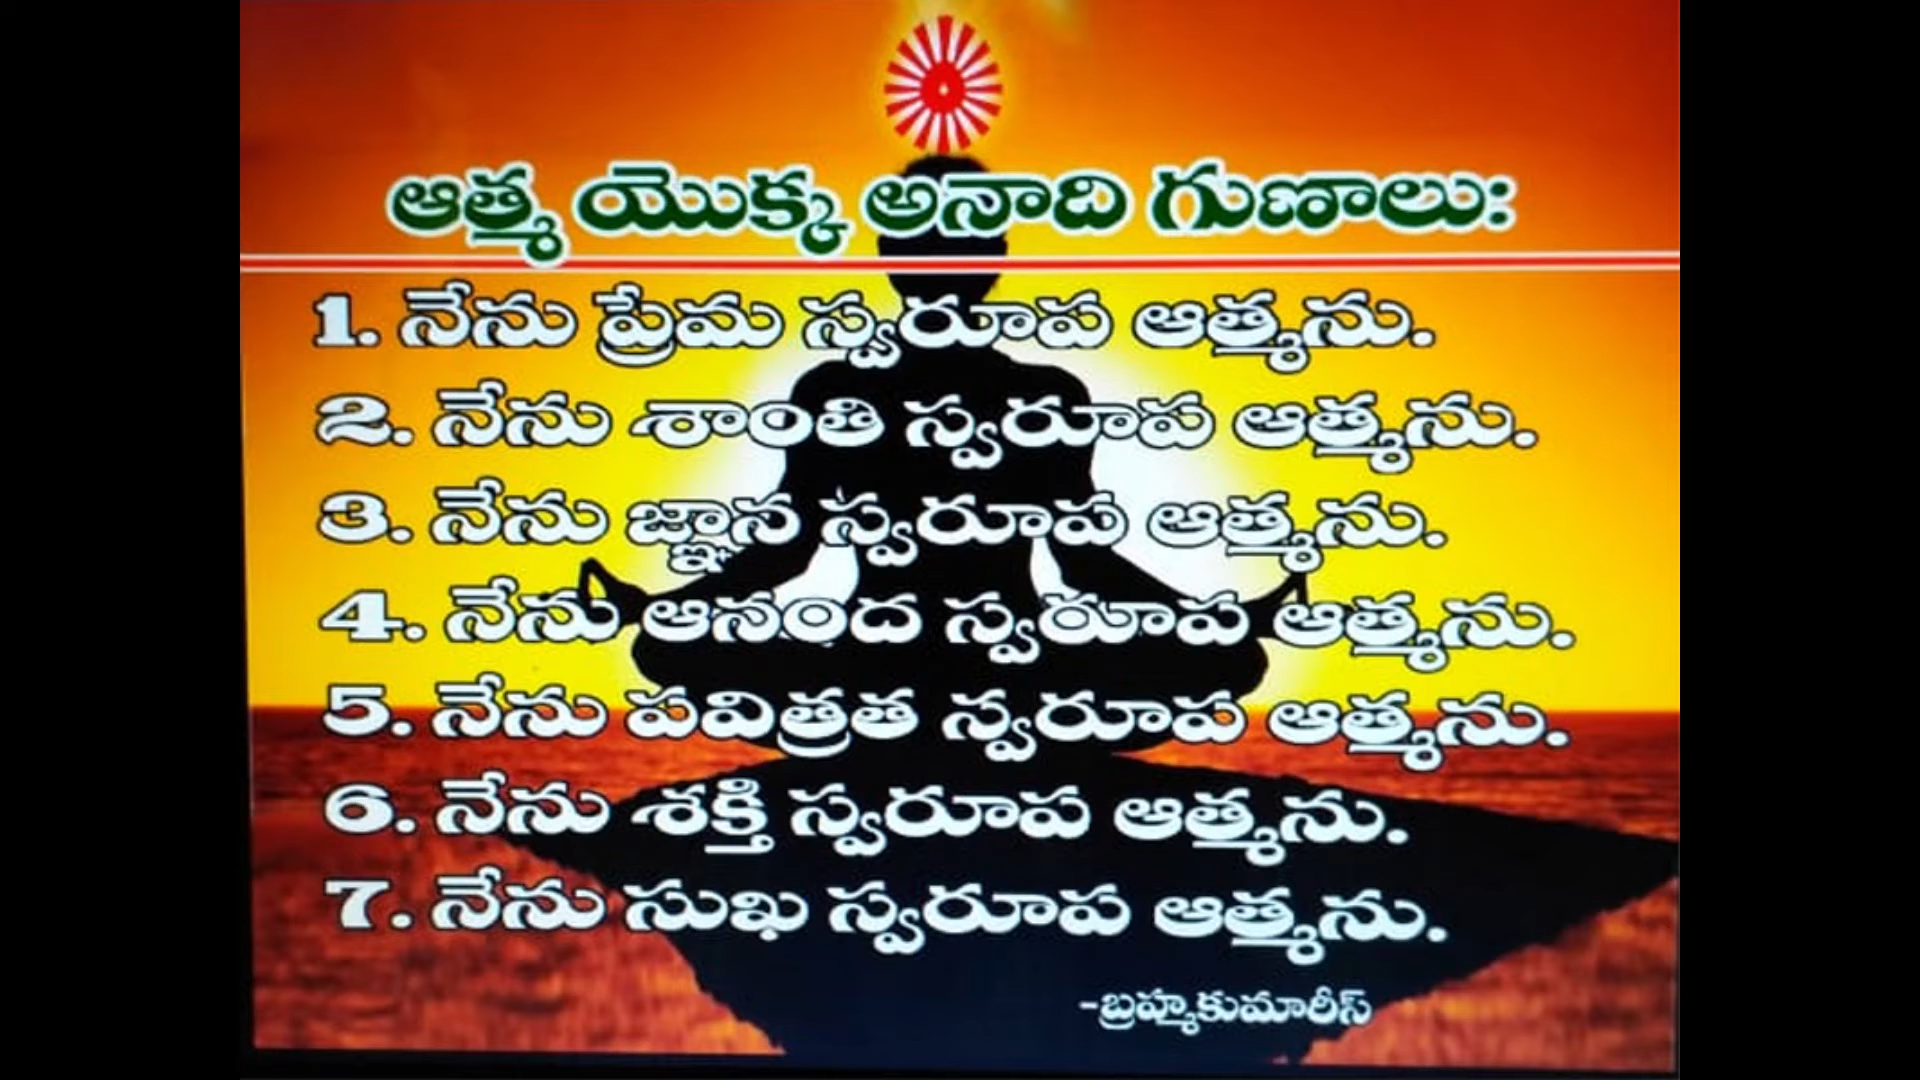 ఆత్మ యొక్క అనాది గుణాలు:
1. నేను ప్రేమ స్వరూప ఆత్మను.
2. నేను శాంతి స్వరూప ఆత్మను.
3. నేను జ్ఞాన స్వరూప ఆత్మను.
4. నేను ఆనంద స్వరూప ఆత్మను.
5. నేను పవిత్రత స్వరూప ఆత్మను.
6. నేను శక్తి స్వరూప ఆత్మను.
7. నేను సుఖ స్వరూప ఆత్మను.
-బ్రహ్మకుమారీస్